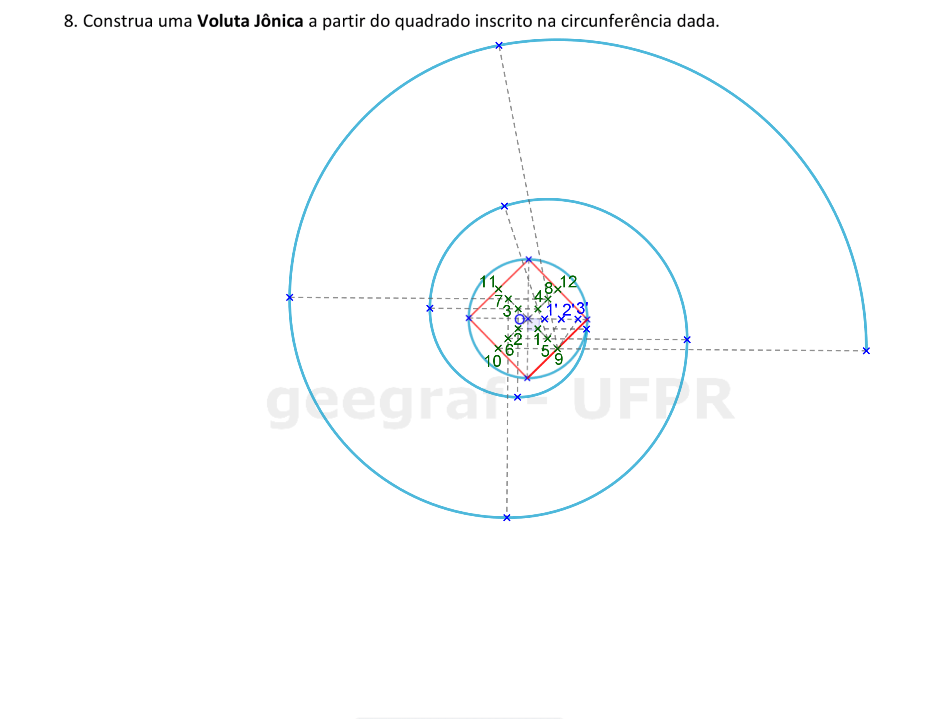 8. Construa uma Voluta Jônica a partir do quadrado inscrito na circunferência dada.
11 12
7 4 8
3 1' 2' 3'
O
2 1
10 6 5 9
geegraf - UFPR